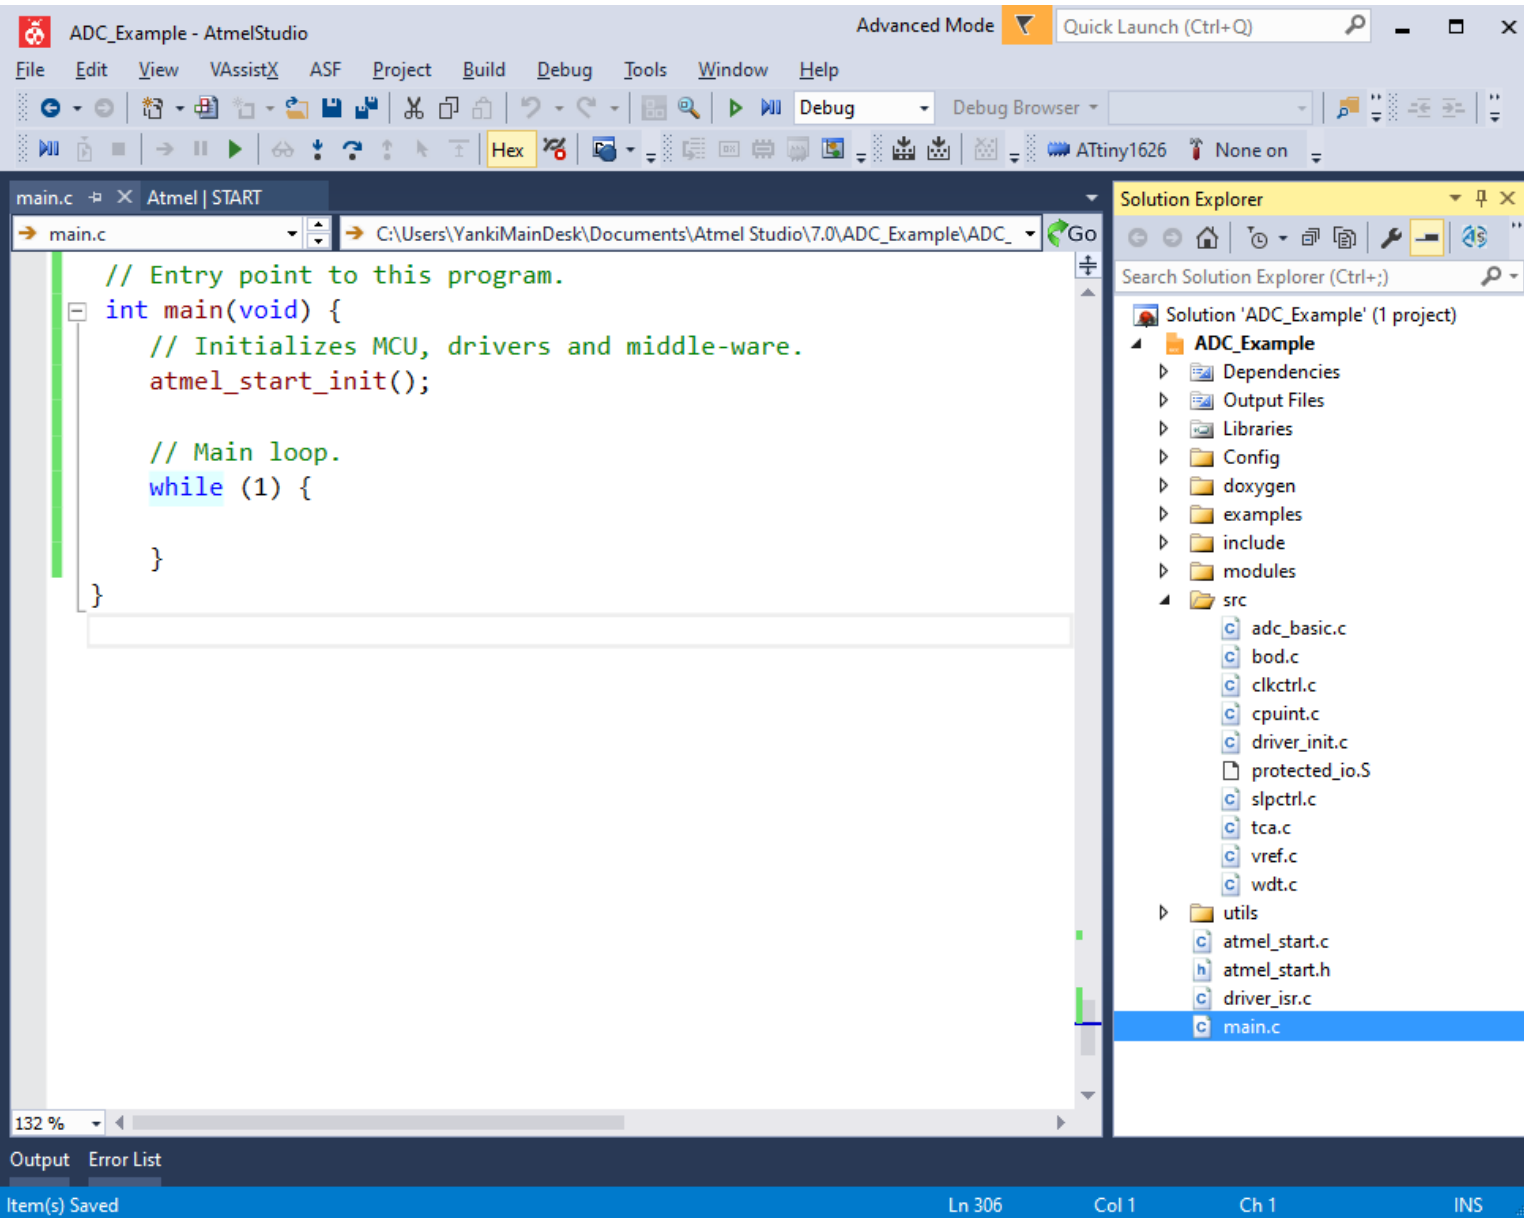 ADC_Example - AtmelStudio
Advanced Mode
Quick Launch (Ctrl+Q)
File Edit View VAssistX ASF Project Build Debug Tools Window Help
Debug
Debug Browser
Hex
ATtiny1626
None on
main.c
Atmel | START
main.c
C:\Users\YankiMainDesk\Documents\Atmel Studio\7.0\ADC_Example\ADC_
Go
// Entry point to this program.
int main(void) {
// Initializes MCU, drivers and middle-ware.
atmel_start_init();
// Main loop.
while (1) {
}
}
132 %
Solution Explorer
Search Solution Explorer (Ctrl+;)
Solution 'ADC_Example' (1 project)
ADC_Example
Dependencies
Output Files
Libraries
Config
doxygen
examples
include
modules
src
adc_basic.c
bod.c
clkctrl.c
cpuint.c
driver_init.c
protected_io.S
slpctrl.c
tca.c
vref.c
wdt.c
utils
atmel_start.c
atmel_start.h
driver_isr.c
main.c
Output
Error List
Item(s) Saved
Ln 306
Col 1
Ch 1
INS